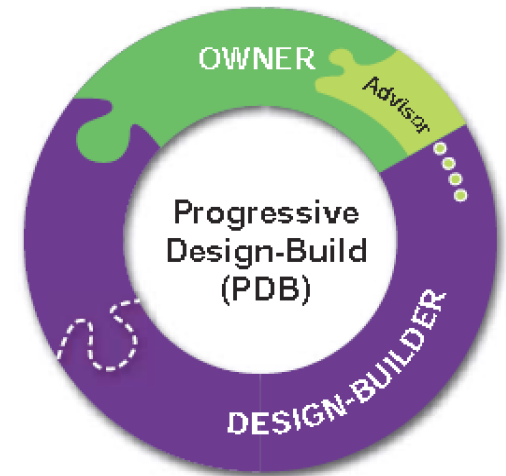 OWNER
Advisor
Progressive
Design-Build
(PDB)
DESIGN-BUILDER